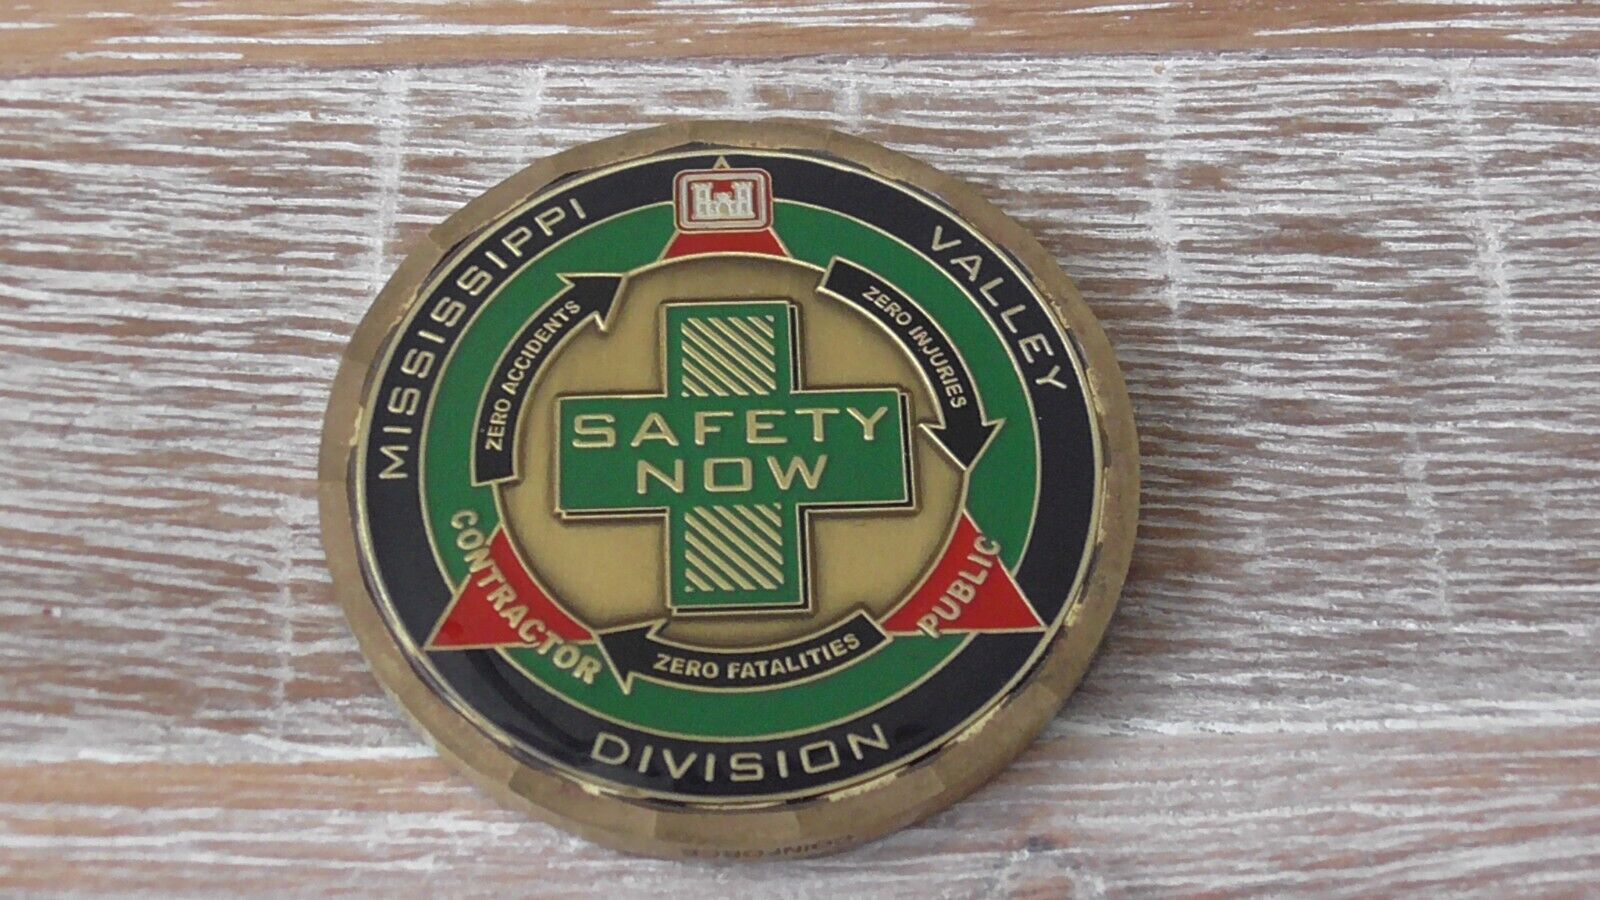 MISSISSIPPI
VALLEY
DIVISION
ZERO ACCIDENTS
ZERO INJURIES
ZERO FATALITIES
SAFETY
NOW
CONTRACTOR
PUBLIC